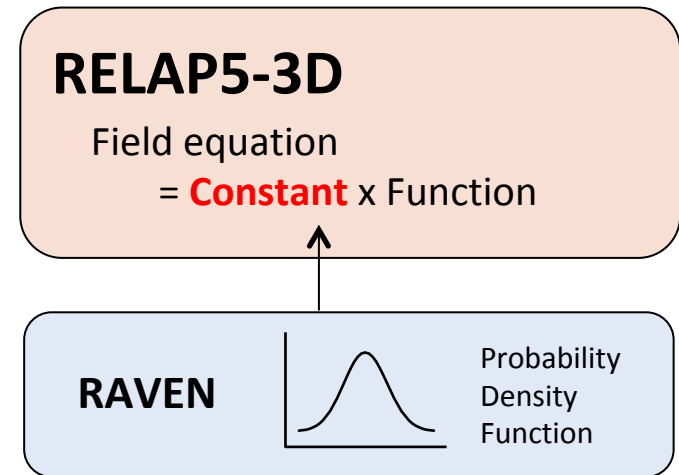 RELAP5-3D
Field equation
= Constant x Function
RAVEN
Probability
Density
Function